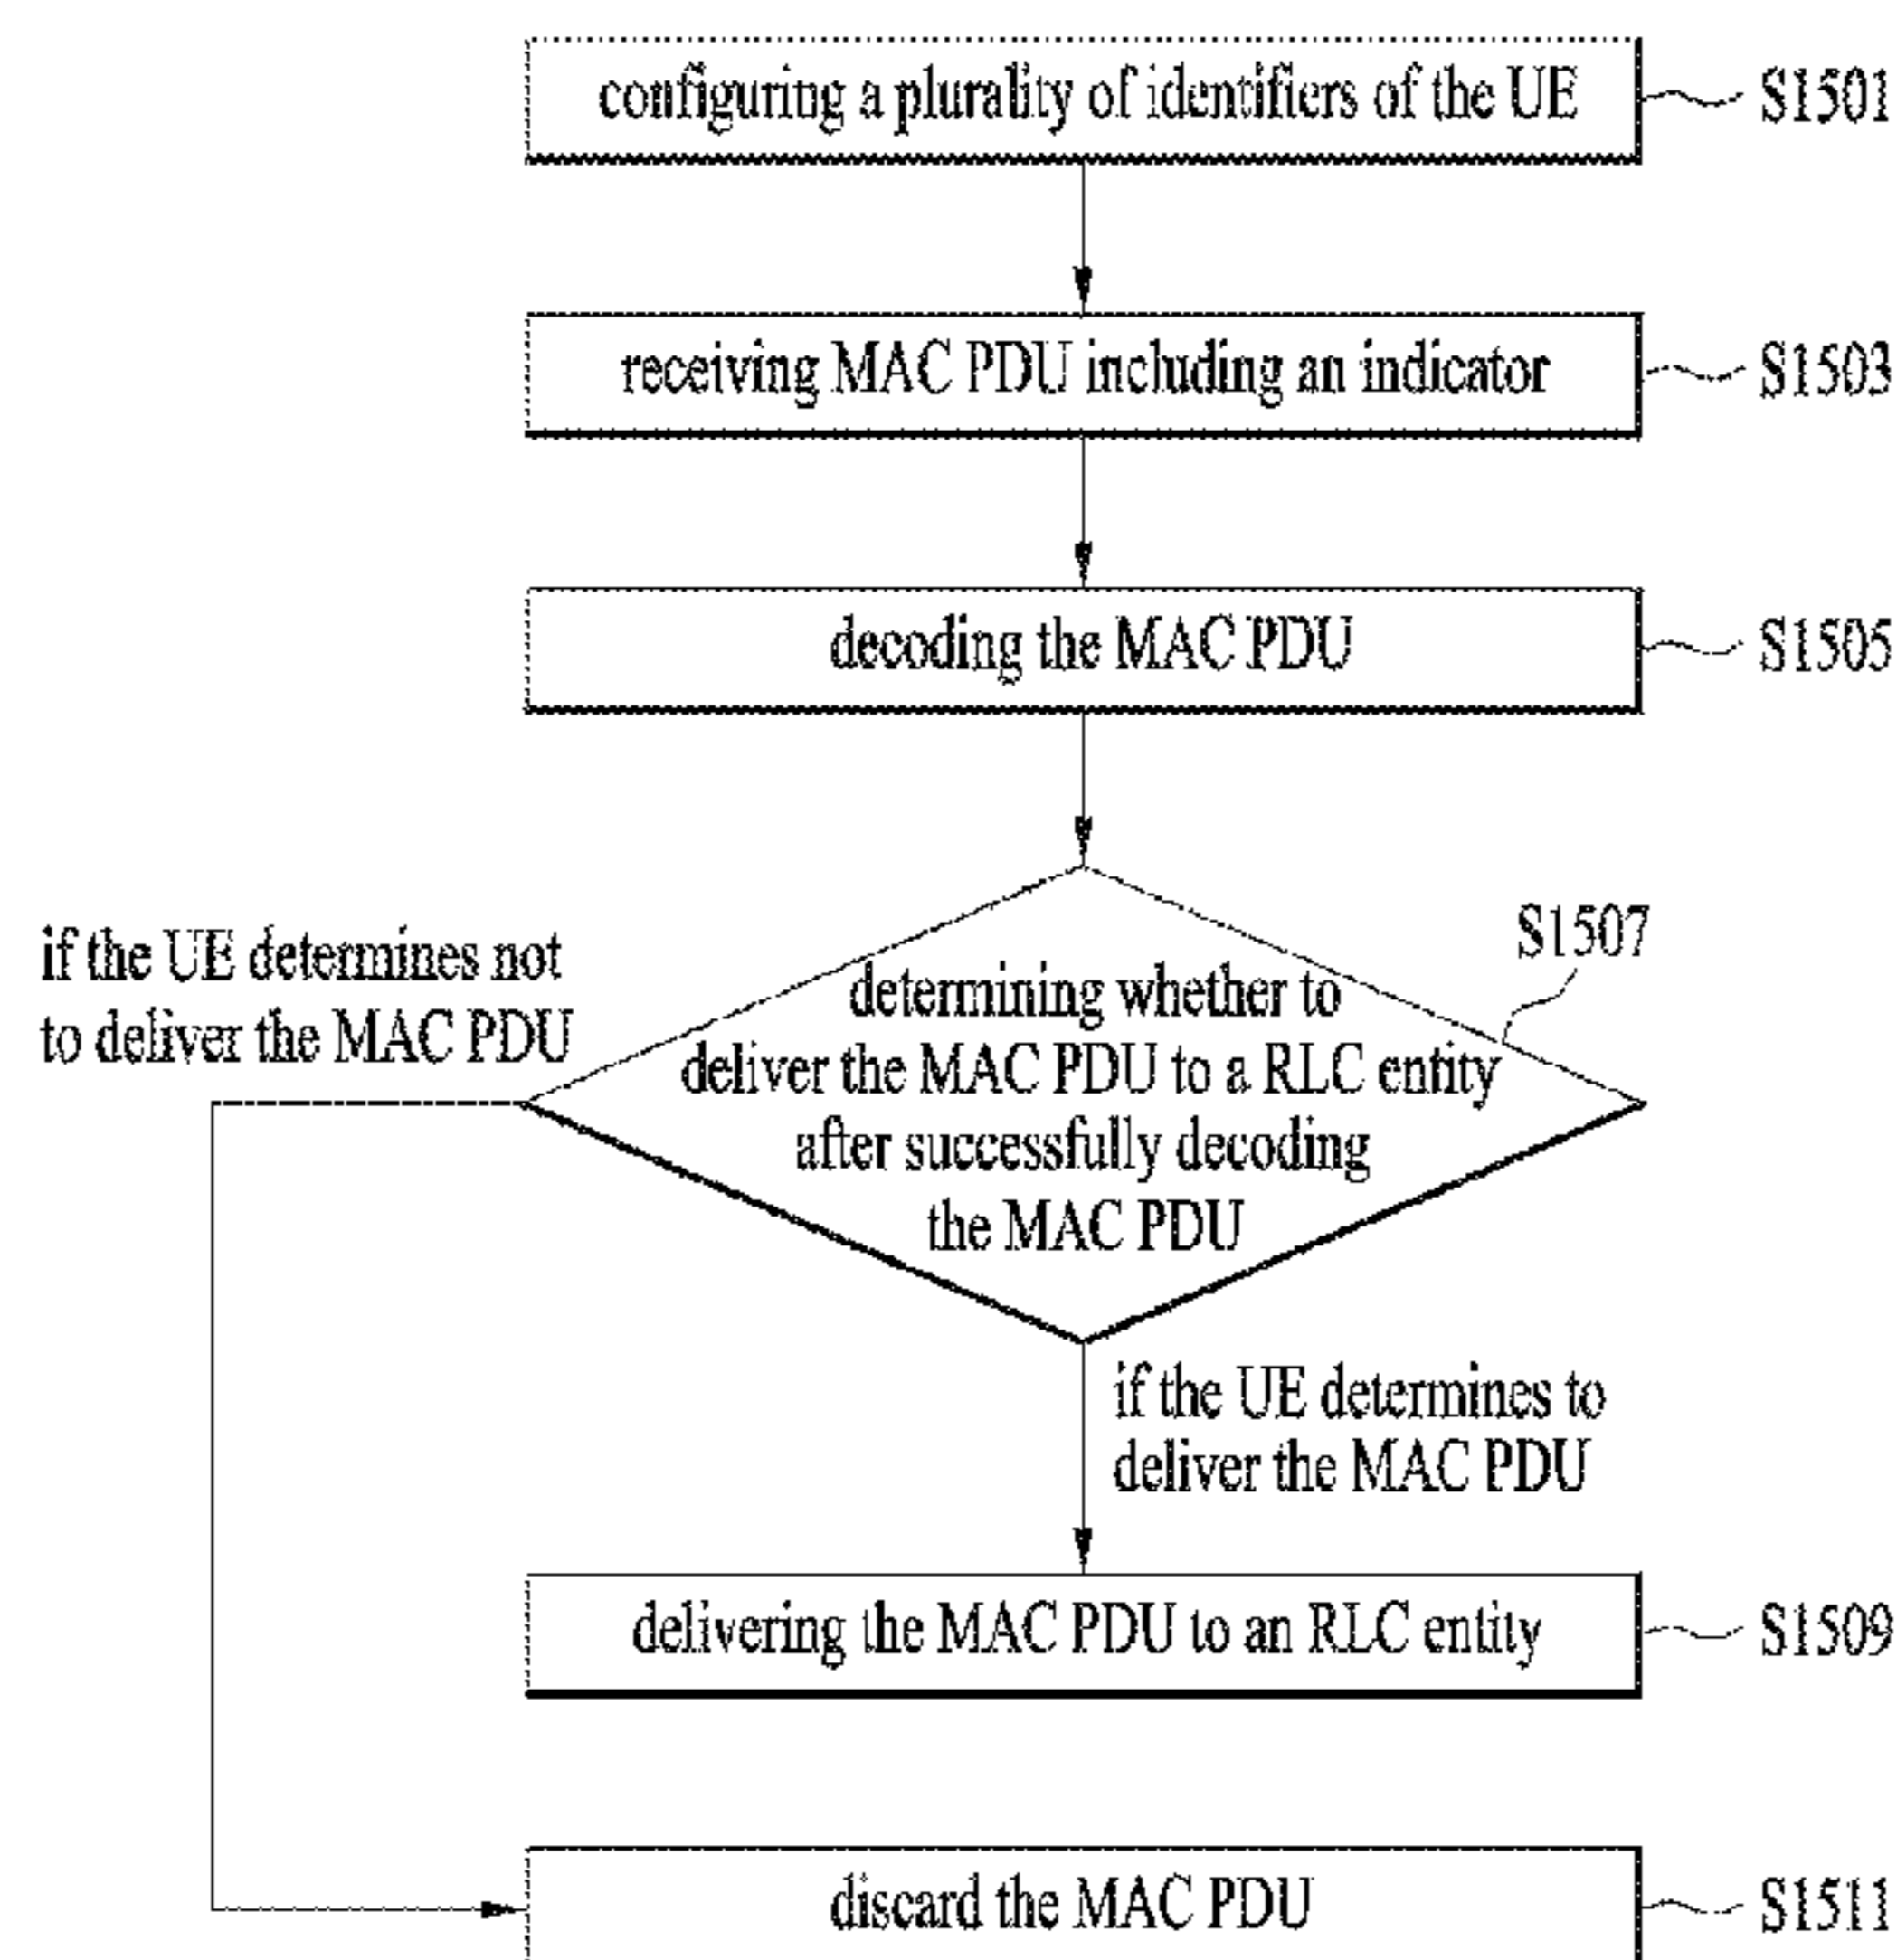 configuring a plurality of identifiers of the UE
S1501
receiving MAC PDU including an indicator
S1503
decoding the MAC PDU
S1505
if the UE determines not
to deliver the MAC PDU
S1507
determining whether to
deliver the MAC PDU to a RLC entity
after successfully decoding
the MAC PDU
if the UE determines to
deliver the MAC PDU
delivering the MAC PDU to an RLC entity
S1509
discard the MAC PDU
S1511